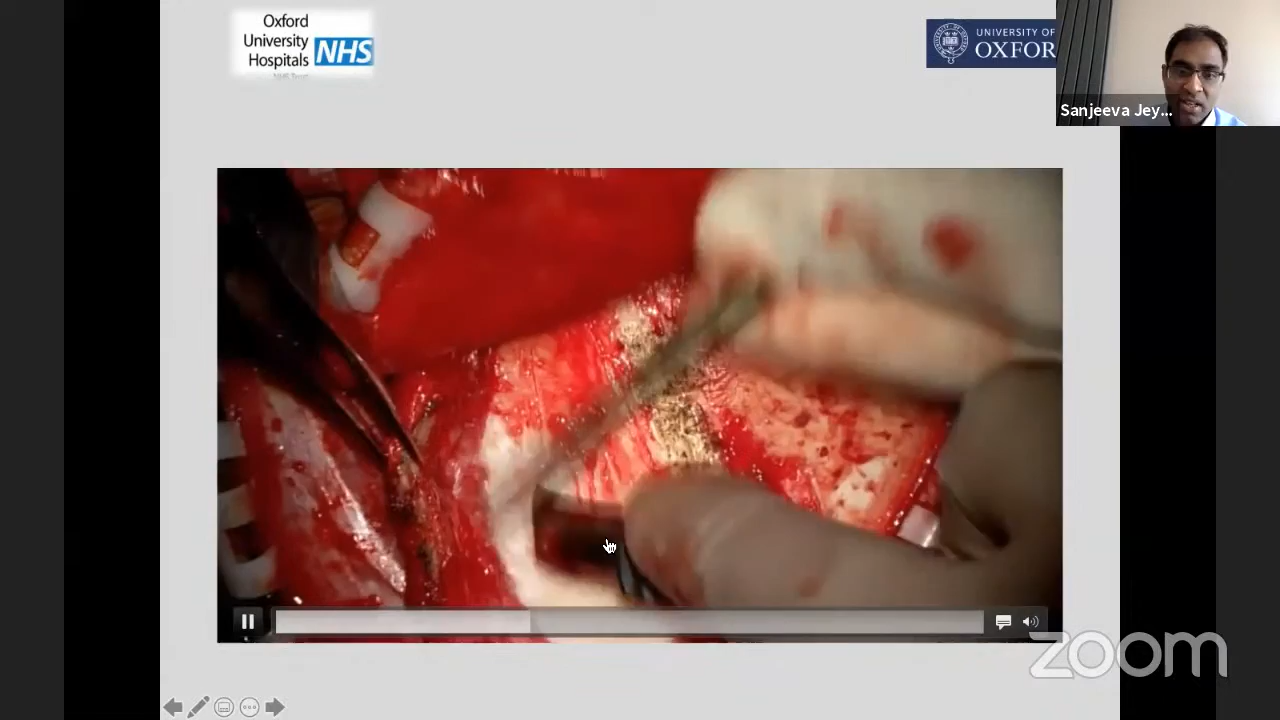 Oxford
University
Hospitals NHS
UNIVERSITY OF
OXFOR
Sanjeeva Jey...
zoom